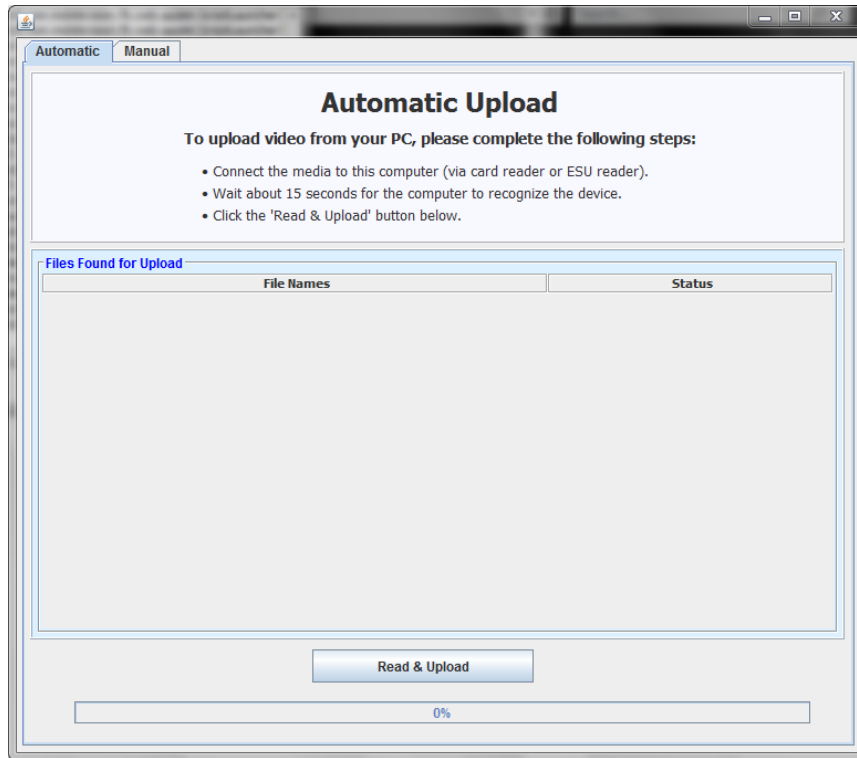 Automatic Manual
Automatic Upload
To upload video from your PC, please complete the following steps:
• Connect the media to this computer (via card reader or ESU reader).
• Wait about 15 seconds for the computer to recognize the device.
• Click the 'Read & Upload' button below.
Files Found for Upload
File Names Status
Read & Upload
0%